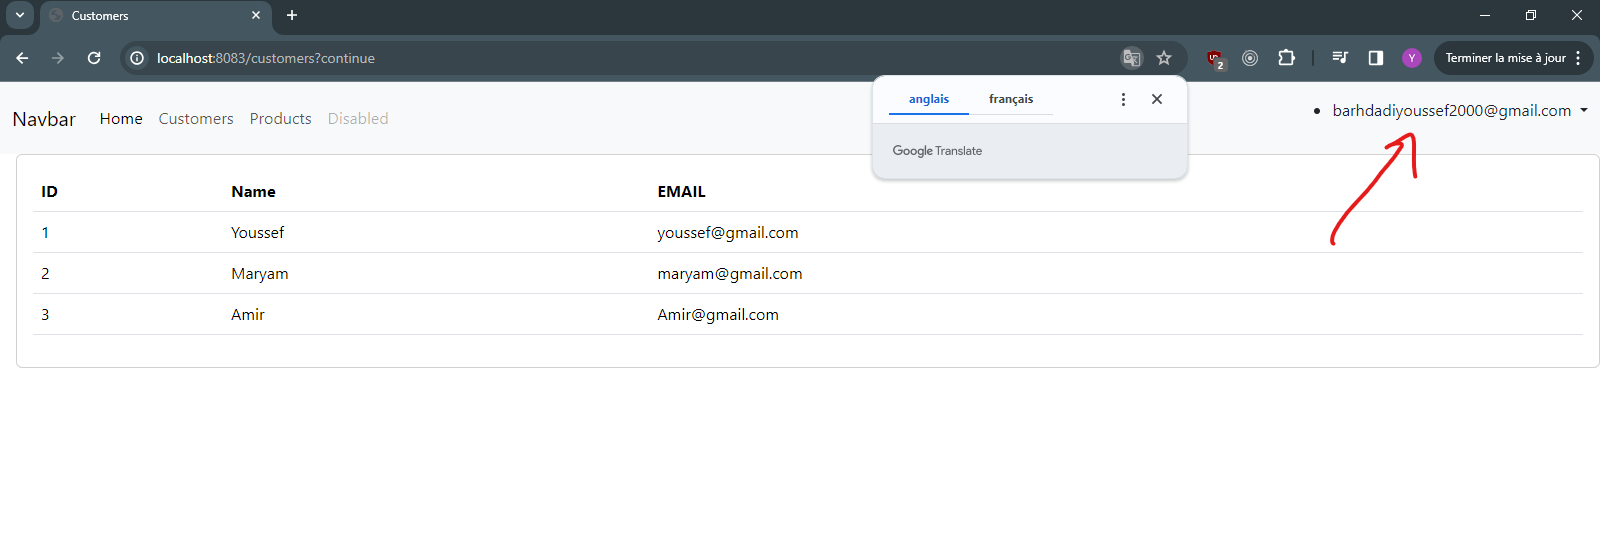 Customers
localhost:8083/customers?continue
2
Y
Terminer la mise à jour
anglais français
Google Translate
Navbar Home Customers Products Disabled
barhdadiyoussef2000@gmail.com
ID Name EMAIL
1 Youssef youssef@gmail.com
2 Maryam maryam@gmail.com
3 Amir Amir@gmail.com